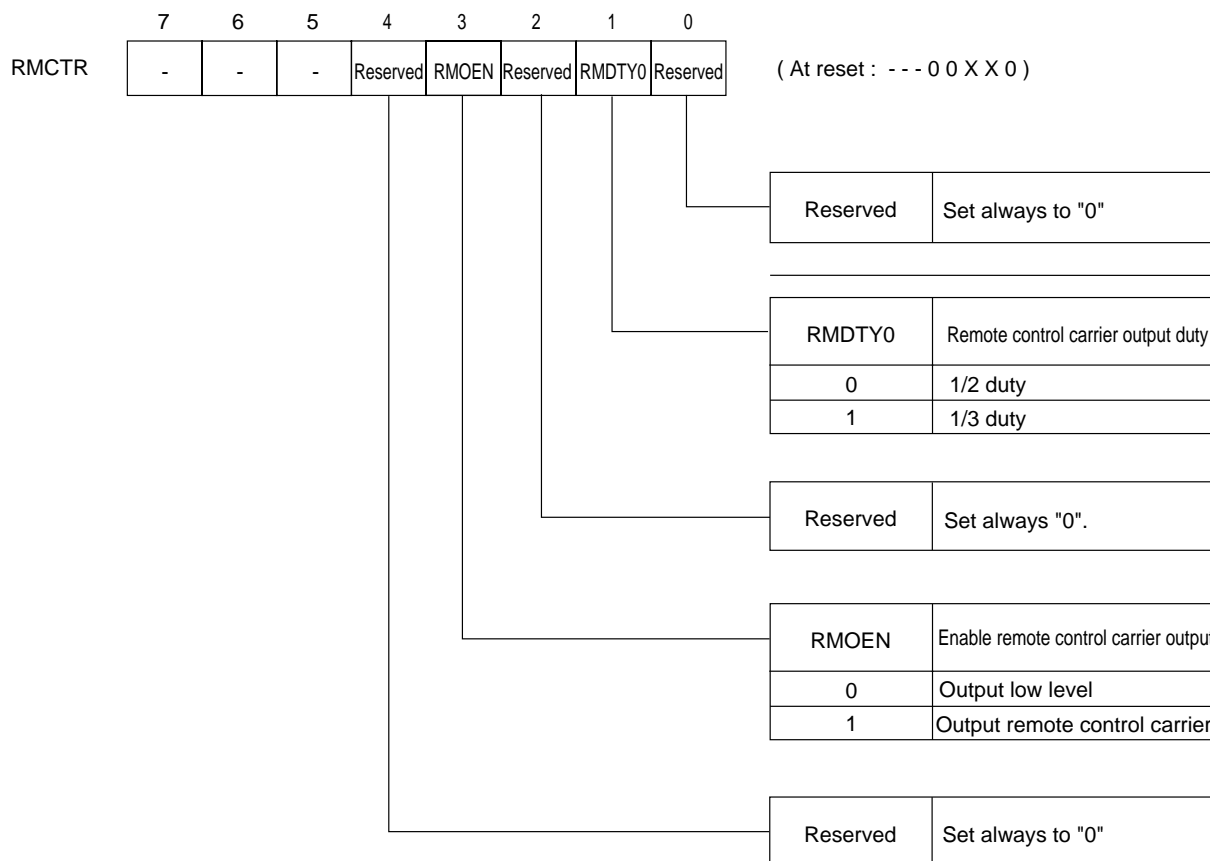 7 6 5 4 3 2 1 0
RMCTR - - - Reserved RMOEN Reserved RMDTY0 Reserved ( At reset : - - - 0 0 X X 0 )
Reserved Set always to "0"
RMDTY0 Remote control carrier output duty
0 1/2 duty
1 1/3 duty
Reserved Set always "0".
RMOEN Enable remote control carrier output
0 Output low level
1 Output remote control carrier
Reserved Set always to "0"